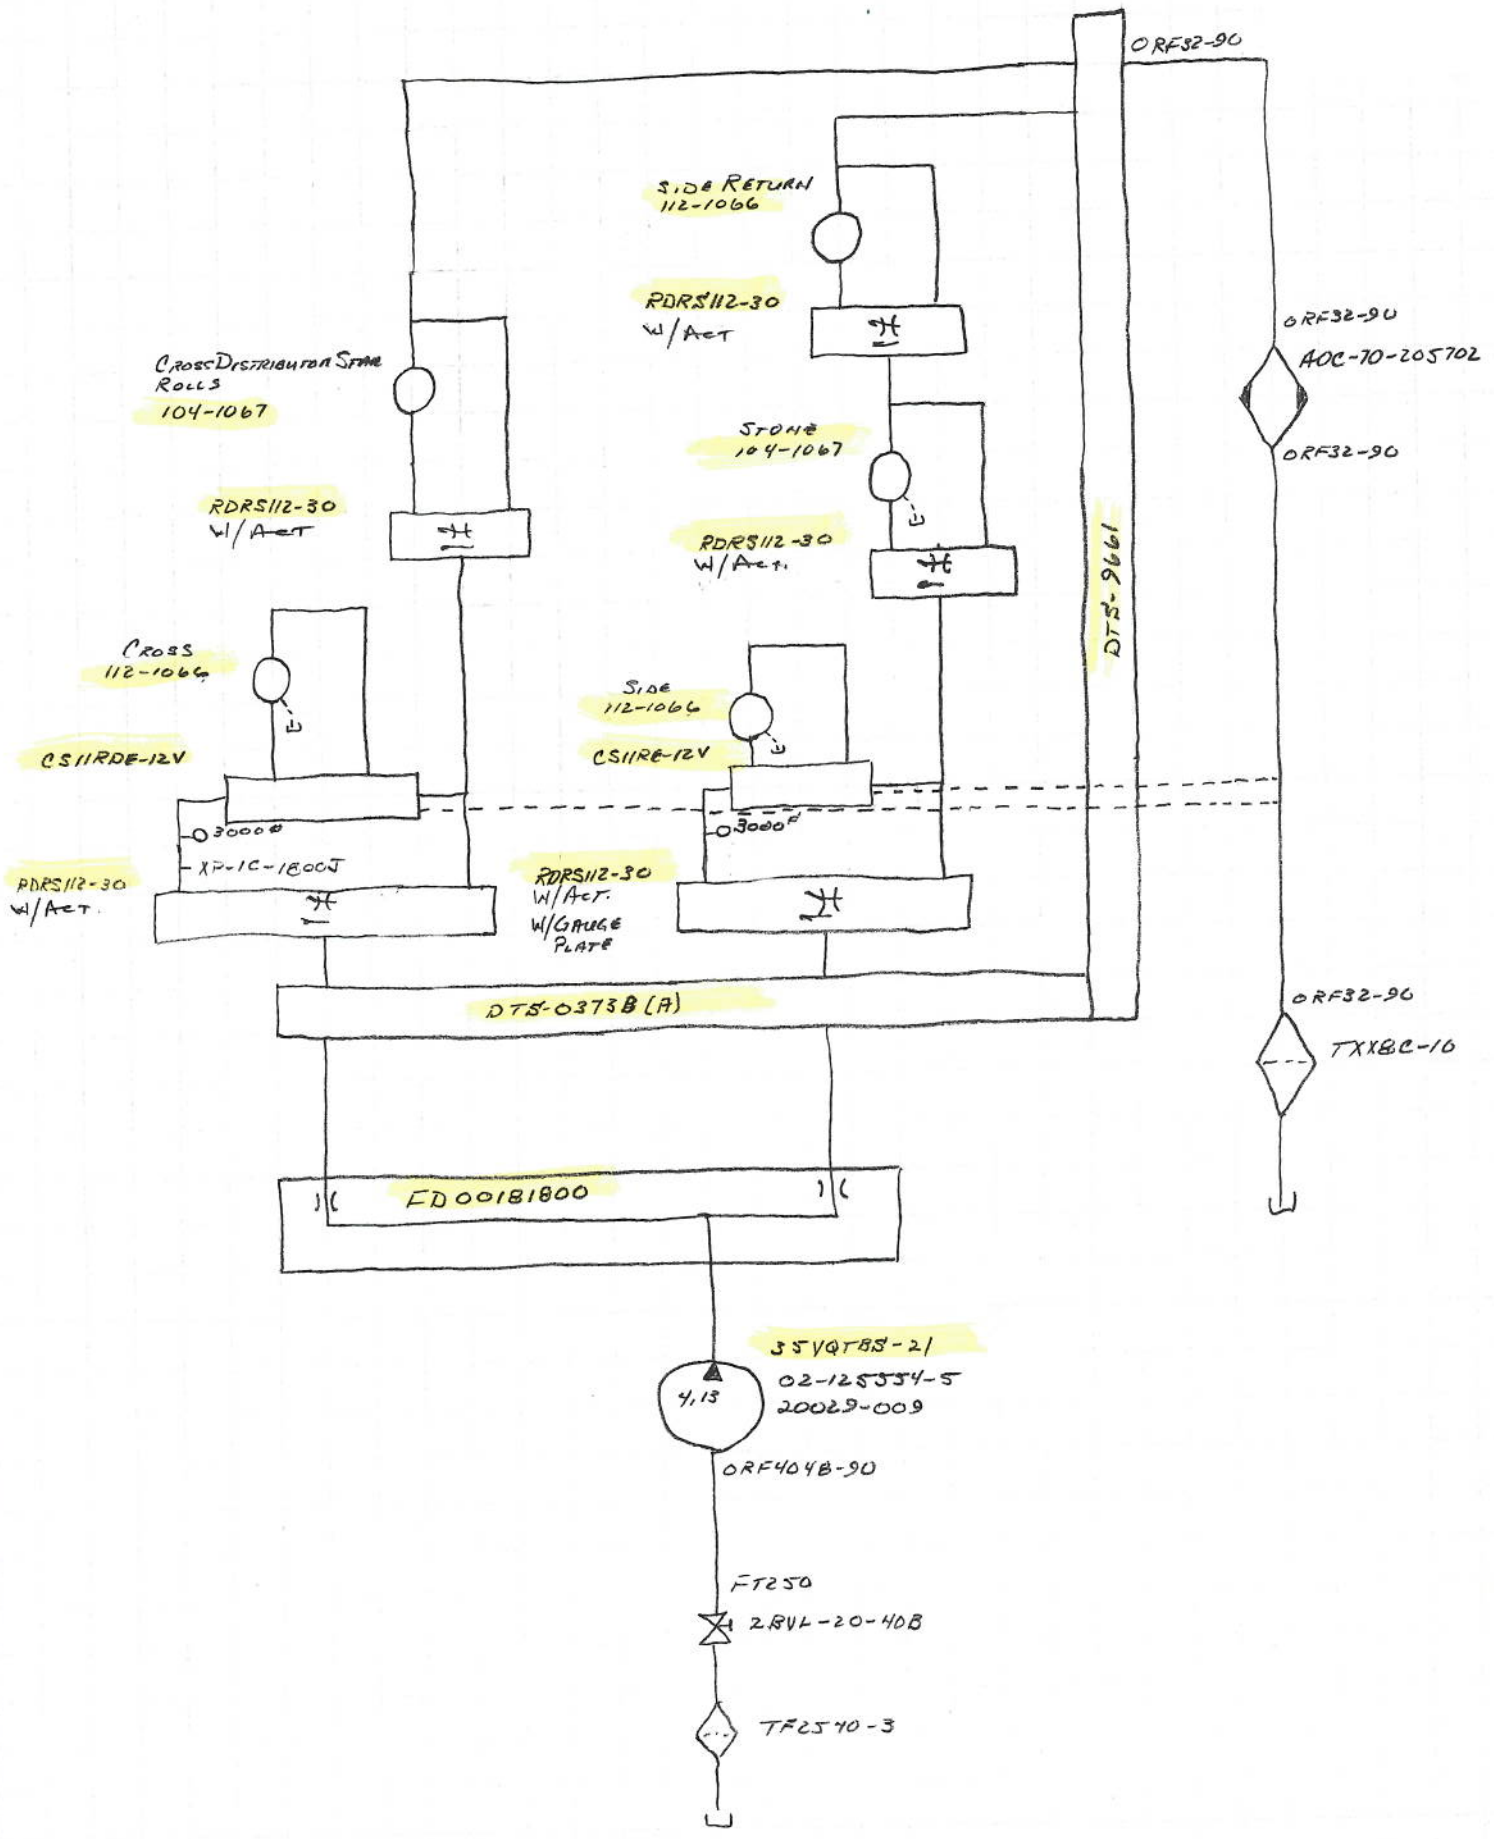 ORF32-90
SIDE RETURN
112-1066
RDRS112-30
W/ACT
ORF32-90
AOC-70-205702
ORF32-90
CROSS DISTRIBUTOR STAR
ROLLS
104-1067
STONE
104-1067
RDRS112-30
W/ACT
RDRS112-30
W/ACT.
DTS-9661
CROSS
112-1066
SIDE
112-1066
CS11RDE-12V
CS11RE-12V
3000#
3000#
XP-1C-1800J
RDRS112-30
W/ACT.
RDRS112-30
W/ACT.
W/GAUGE
PLATE
DTS-0373B(A)
ORF32-90
TXX8C-10
FD00181800
35VQTBS-21
02-125554-5
20029-009
4,13
ORF4048-90
FT250
2BVL-20-40B
TF2540-3